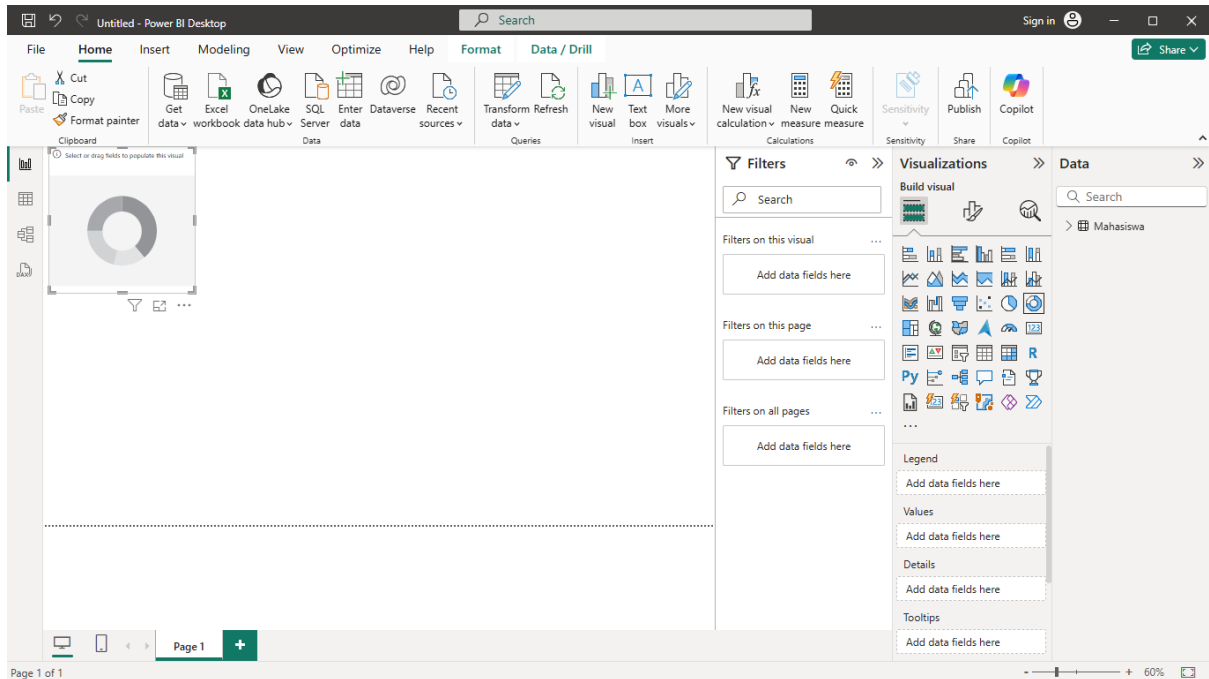 Untitled - Power BI Desktop
Search
Sign in
File Home Insert Modeling View Optimize Help Format Data / Drill
Share
Paste
Cut
Copy
Format painter
Clipboard
Get data
Excel workbook
OneLake data hub
SQL Server
Enter data
Dataverse
Recent sources
Data
Transform data
Refresh
Queries
New visual
Text box
More visuals
Insert
New visual calculation
New measure
Quick measure
Calculations
Sensitivity
Sensitivity
Publish
Share
Copilot
Copilot
Select or drag fields to populate this visual
Filters
Search
Filters on this visual
Add data fields here
Filters on this page
Add data fields here
Filters on all pages
Add data fields here
Visualizations
Build visual
123
R
Py
123
Legend
Add data fields here
Values
Add data fields here
Details
Add data fields here
Tooltips
Add data fields here
Data
Search
Mahasiswa
DAX
Page 1
Page 1 of 1
60%